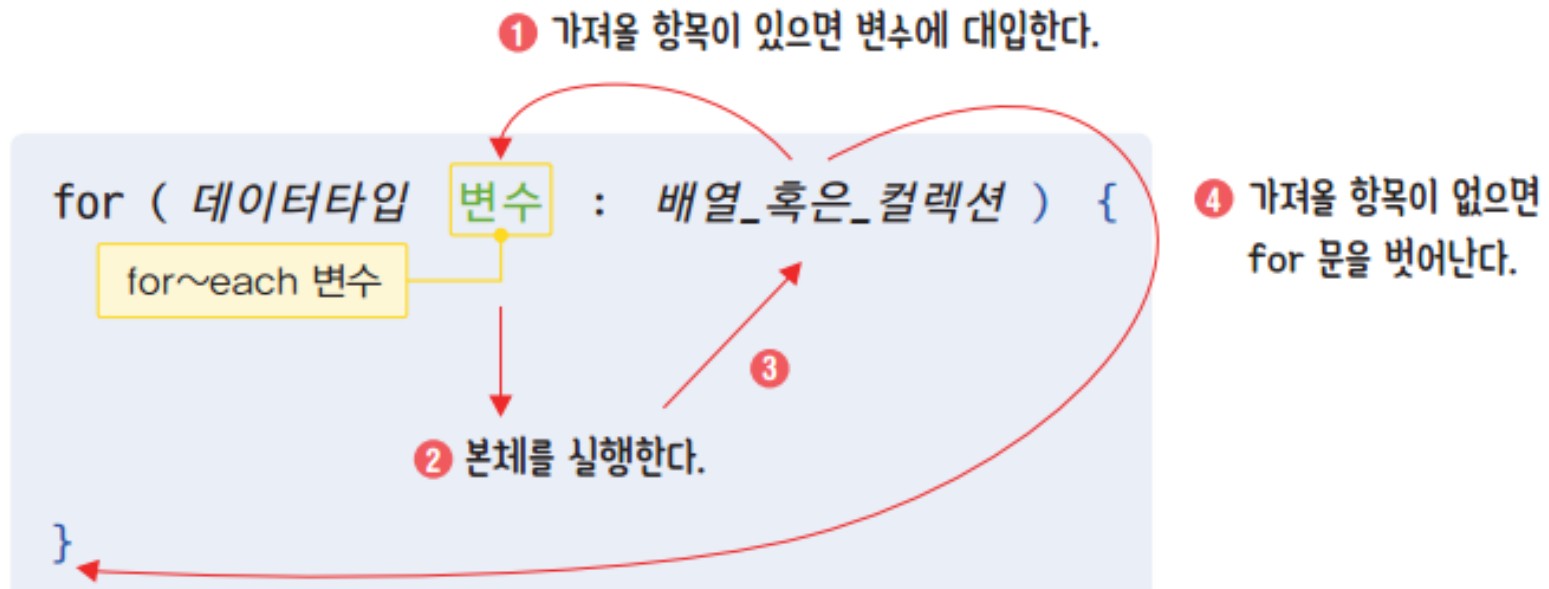 ❶ 가져올 항목이 있으면 변수에 대입한다.
for ( 데이터타입 변수 : 배열_혹은_컬렉션 ) {
for~each 변수
❹ 가져올 항목이 없으면
for 문을 벗어난다.
❸
❷ 본체를 실행한다.
}